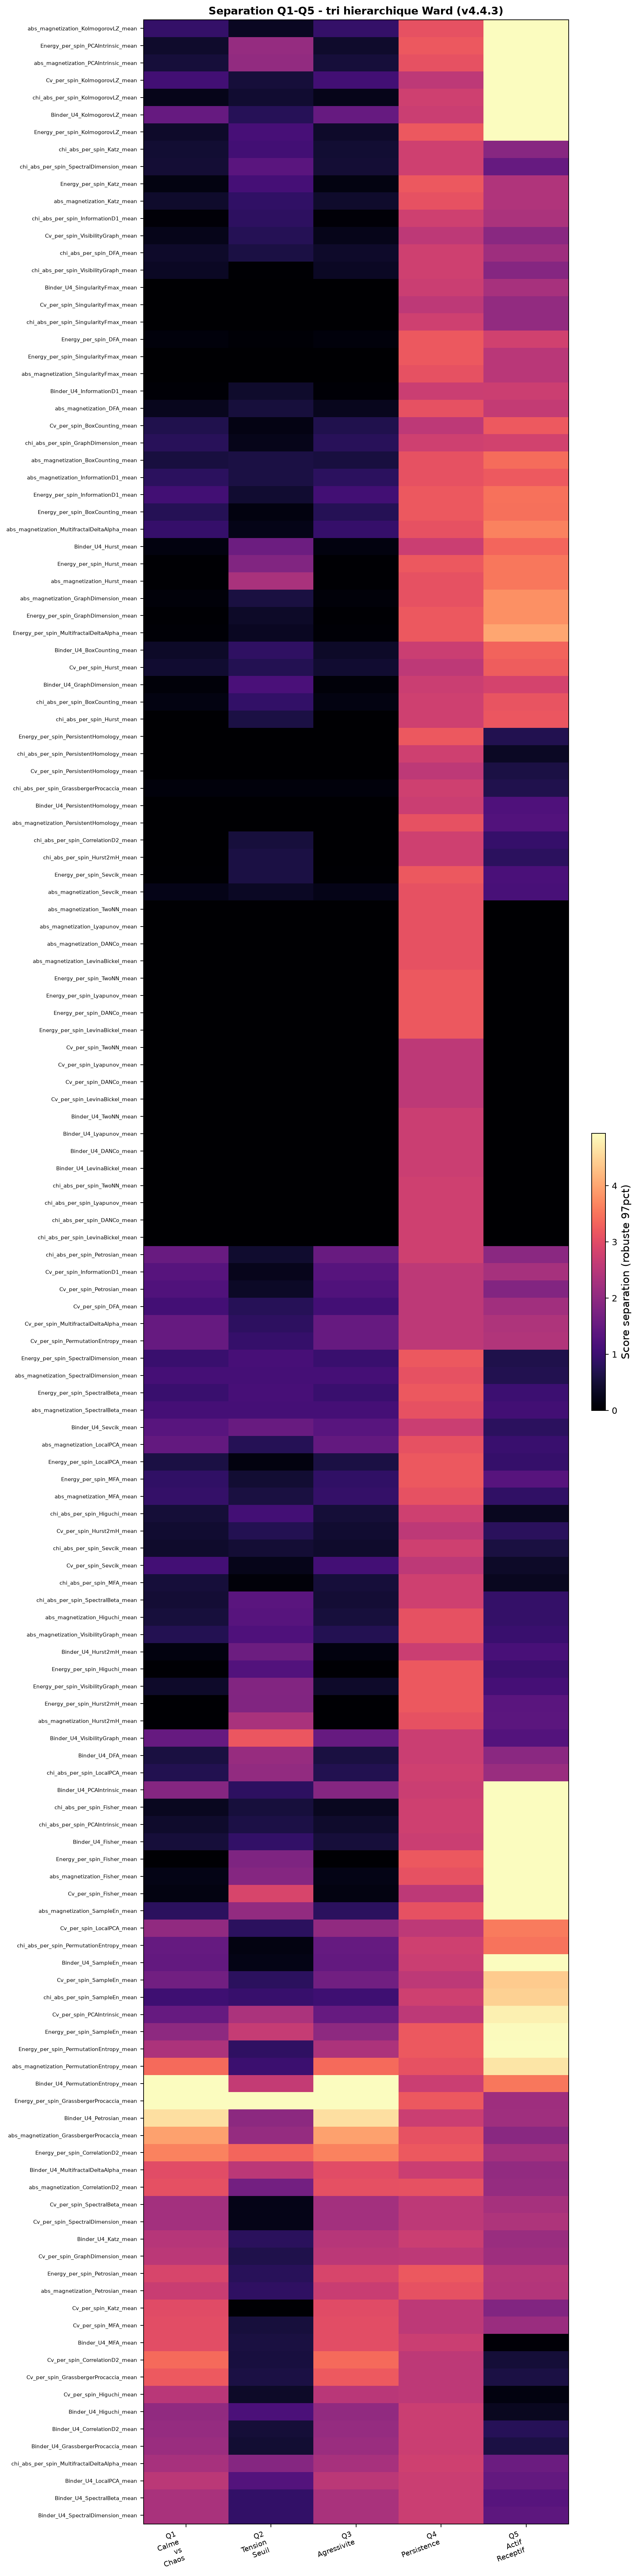 Separation Q1-Q5 - tri hierarchique Ward (v4.4.3)
abs_magnetization_KolmogorovLZ_mean
Energy_per_spin_PCAIntrinsic_mean
abs_magnetization_PCAIntrinsic_mean
Cv_per_spin_KolmogorovLZ_mean
chi_abs_per_spin_KolmogorovLZ_mean
Binder_U4_KolmogorovLZ_mean
Energy_per_spin_KolmogorovLZ_mean
chi_abs_per_spin_Katz_mean
chi_abs_per_spin_SpectralDimension_mean
Energy_per_spin_Katz_mean
abs_magnetization_Katz_mean
chi_abs_per_spin_InformationD1_mean
Cv_per_spin_VisibilityGraph_mean
chi_abs_per_spin_DFA_mean
chi_abs_per_spin_VisibilityGraph_mean
Binder_U4_SingularityFmax_mean
Cv_per_spin_SingularityFmax_mean
chi_abs_per_spin_SingularityFmax_mean
Energy_per_spin_DFA_mean
Energy_per_spin_SingularityFmax_mean
abs_magnetization_SingularityFmax_mean
Binder_U4_InformationD1_mean
abs_magnetization_DFA_mean
Cv_per_spin_BoxCounting_mean
chi_abs_per_spin_GraphDimension_mean
abs_magnetization_BoxCounting_mean
abs_magnetization_InformationD1_mean
Energy_per_spin_InformationD1_mean
Energy_per_spin_BoxCounting_mean
abs_magnetization_MultifractalDeltaAlpha_mean
Binder_U4_Hurst_mean
Energy_per_spin_Hurst_mean
abs_magnetization_Hurst_mean
abs_magnetization_GraphDimension_mean
Energy_per_spin_GraphDimension_mean
Energy_per_spin_MultifractalDeltaAlpha_mean
Binder_U4_BoxCounting_mean
Cv_per_spin_Hurst_mean
Binder_U4_GraphDimension_mean
chi_abs_per_spin_BoxCounting_mean
chi_abs_per_spin_Hurst_mean
Energy_per_spin_PersistentHomology_mean
chi_abs_per_spin_PersistentHomology_mean
Cv_per_spin_PersistentHomology_mean
chi_abs_per_spin_GrassbergerProcaccia_mean
Binder_U4_PersistentHomology_mean
abs_magnetization_PersistentHomology_mean
chi_abs_per_spin_CorrelationD2_mean
chi_abs_per_spin_Hurst2mH_mean
Energy_per_spin_Sevcik_mean
abs_magnetization_Sevcik_mean
abs_magnetization_TwoNN_mean
abs_magnetization_Lyapunov_mean
abs_magnetization_DANCo_mean
abs_magnetization_LevinaBickel_mean
Energy_per_spin_TwoNN_mean
Energy_per_spin_Lyapunov_mean
Energy_per_spin_DANCo_mean
Energy_per_spin_LevinaBickel_mean
Cv_per_spin_TwoNN_mean
Cv_per_spin_Lyapunov_mean
Cv_per_spin_DANCo_mean
Cv_per_spin_LevinaBickel_mean
Binder_U4_TwoNN_mean
Binder_U4_Lyapunov_mean
Binder_U4_DANCo_mean
Binder_U4_LevinaBickel_mean
chi_abs_per_spin_TwoNN_mean
chi_abs_per_spin_Lyapunov_mean
chi_abs_per_spin_DANCo_mean
chi_abs_per_spin_LevinaBickel_mean
chi_abs_per_spin_Petrosian_mean
Cv_per_spin_InformationD1_mean
Cv_per_spin_Petrosian_mean
Cv_per_spin_DFA_mean
Cv_per_spin_MultifractalDeltaAlpha_mean
Cv_per_spin_PermutationEntropy_mean
Energy_per_spin_SpectralDimension_mean
abs_magnetization_SpectralDimension_mean
Energy_per_spin_SpectralBeta_mean
abs_magnetization_SpectralBeta_mean
Binder_U4_Sevcik_mean
abs_magnetization_LocalPCA_mean
Energy_per_spin_LocalPCA_mean
Energy_per_spin_MFA_mean
abs_magnetization_MFA_mean
chi_abs_per_spin_Higuchi_mean
Cv_per_spin_Hurst2mH_mean
chi_abs_per_spin_Sevcik_mean
Cv_per_spin_Sevcik_mean
chi_abs_per_spin_MFA_mean
chi_abs_per_spin_SpectralBeta_mean
abs_magnetization_Higuchi_mean
abs_magnetization_VisibilityGraph_mean
Binder_U4_Hurst2mH_mean
Energy_per_spin_Higuchi_mean
Energy_per_spin_VisibilityGraph_mean
Energy_per_spin_Hurst2mH_mean
abs_magnetization_Hurst2mH_mean
Binder_U4_VisibilityGraph_mean
Binder_U4_DFA_mean
chi_abs_per_spin_LocalPCA_mean
Binder_U4_PCAIntrinsic_mean
chi_abs_per_spin_Fisher_mean
chi_abs_per_spin_PCAIntrinsic_mean
Binder_U4_Fisher_mean
Energy_per_spin_Fisher_mean
abs_magnetization_Fisher_mean
Cv_per_spin_Fisher_mean
abs_magnetization_SampleEn_mean
Cv_per_spin_LocalPCA_mean
chi_abs_per_spin_PermutationEntropy_mean
Binder_U4_SampleEn_mean
Cv_per_spin_SampleEn_mean
chi_abs_per_spin_SampleEn_mean
Cv_per_spin_PCAIntrinsic_mean
Energy_per_spin_SampleEn_mean
Energy_per_spin_PermutationEntropy_mean
abs_magnetization_PermutationEntropy_mean
Binder_U4_PermutationEntropy_mean
Energy_per_spin_GrassbergerProcaccia_mean
Binder_U4_Petrosian_mean
abs_magnetization_GrassbergerProcaccia_mean
Energy_per_spin_CorrelationD2_mean
Binder_U4_MultifractalDeltaAlpha_mean
abs_magnetization_CorrelationD2_mean
Cv_per_spin_SpectralBeta_mean
Cv_per_spin_SpectralDimension_mean
Binder_U4_Katz_mean
Cv_per_spin_GraphDimension_mean
Energy_per_spin_Petrosian_mean
abs_magnetization_Petrosian_mean
Cv_per_spin_Katz_mean
Cv_per_spin_MFA_mean
Binder_U4_MFA_mean
Cv_per_spin_CorrelationD2_mean
Cv_per_spin_GrassbergerProcaccia_mean
Cv_per_spin_Higuchi_mean
Binder_U4_Higuchi_mean
Binder_U4_CorrelationD2_mean
Binder_U4_GrassbergerProcaccia_mean
chi_abs_per_spin_MultifractalDeltaAlpha_mean
Binder_U4_LocalPCA_mean
Binder_U4_SpectralBeta_mean
Binder_U4_SpectralDimension_mean
Q1
Calme
vs
Chaos
Q2
Tension
Seuil
Q3
Agressivite
Q4
Persistence
Q5
Actif
Receptif
4
3
2
1
0
Score separation (robuste 97pct)